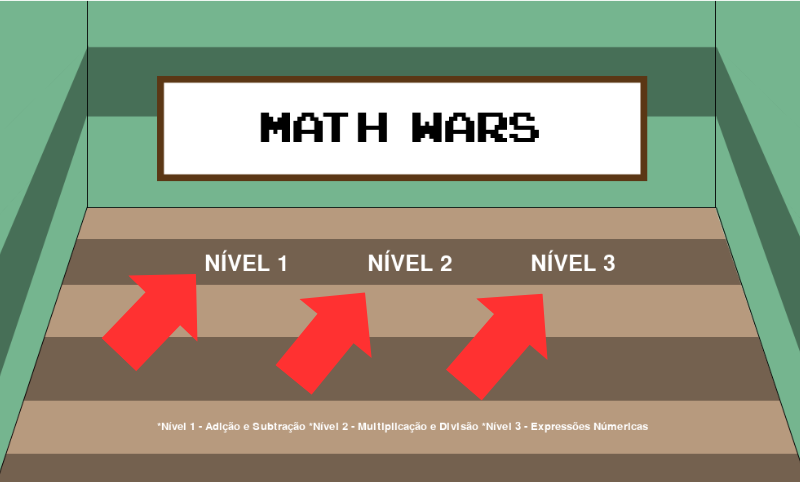 MATH WARS
NÍVEL 1 NÍVEL 2 NÍVEL 3
*Nível 1 - Adição e Subtração *Nível 2 - Multiplicação e Divisão *Nível 3 - Expressões Númericas